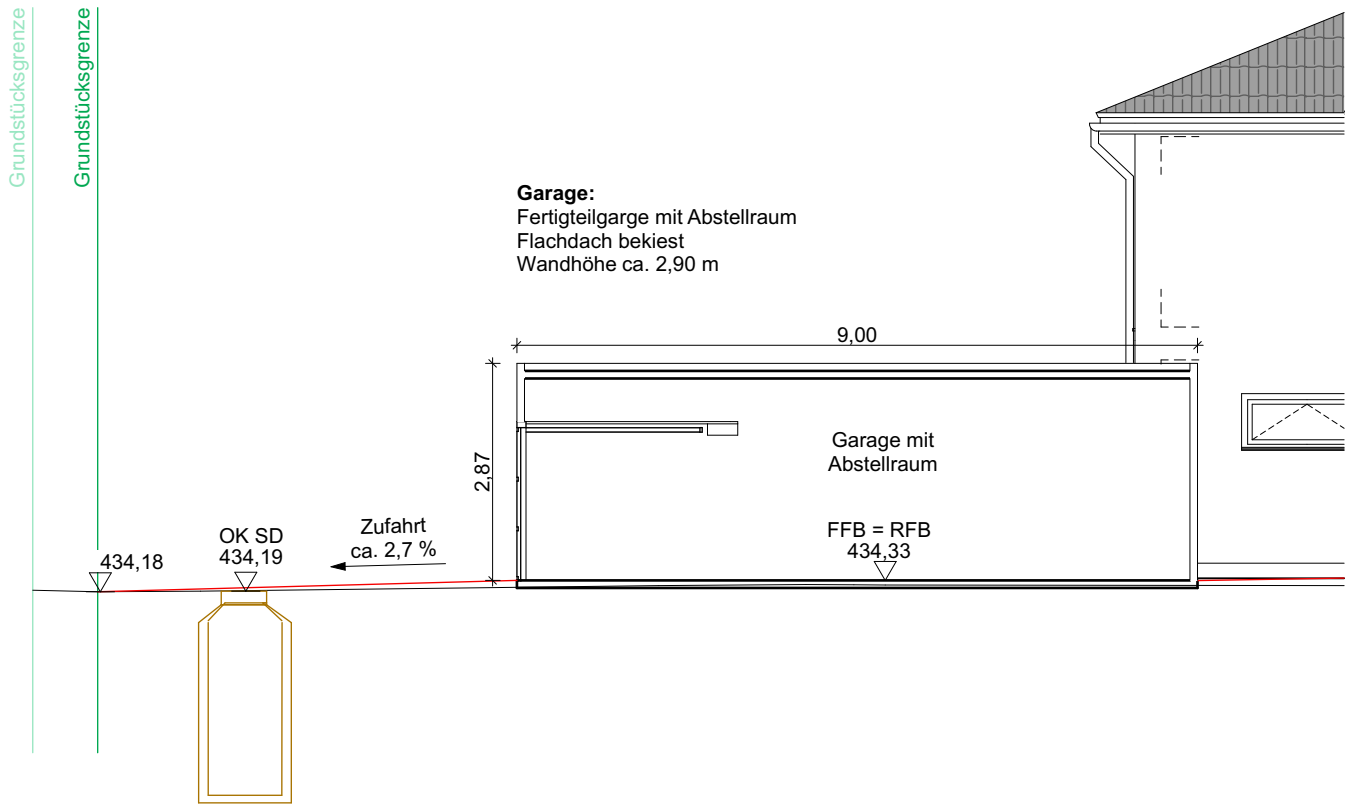 Grundstücksgrenze
Grundstücksgrenze
Garage:
Fertigteilgarge mit Abstellraum
Flachdach bekiest
Wandhöhe ca. 2,90 m
9,00
2,87
Garage mit
Abstellraum
434,18
OK SD
434,19
Zufahrt
ca. 2,7 %
FFB = RFB
434,33